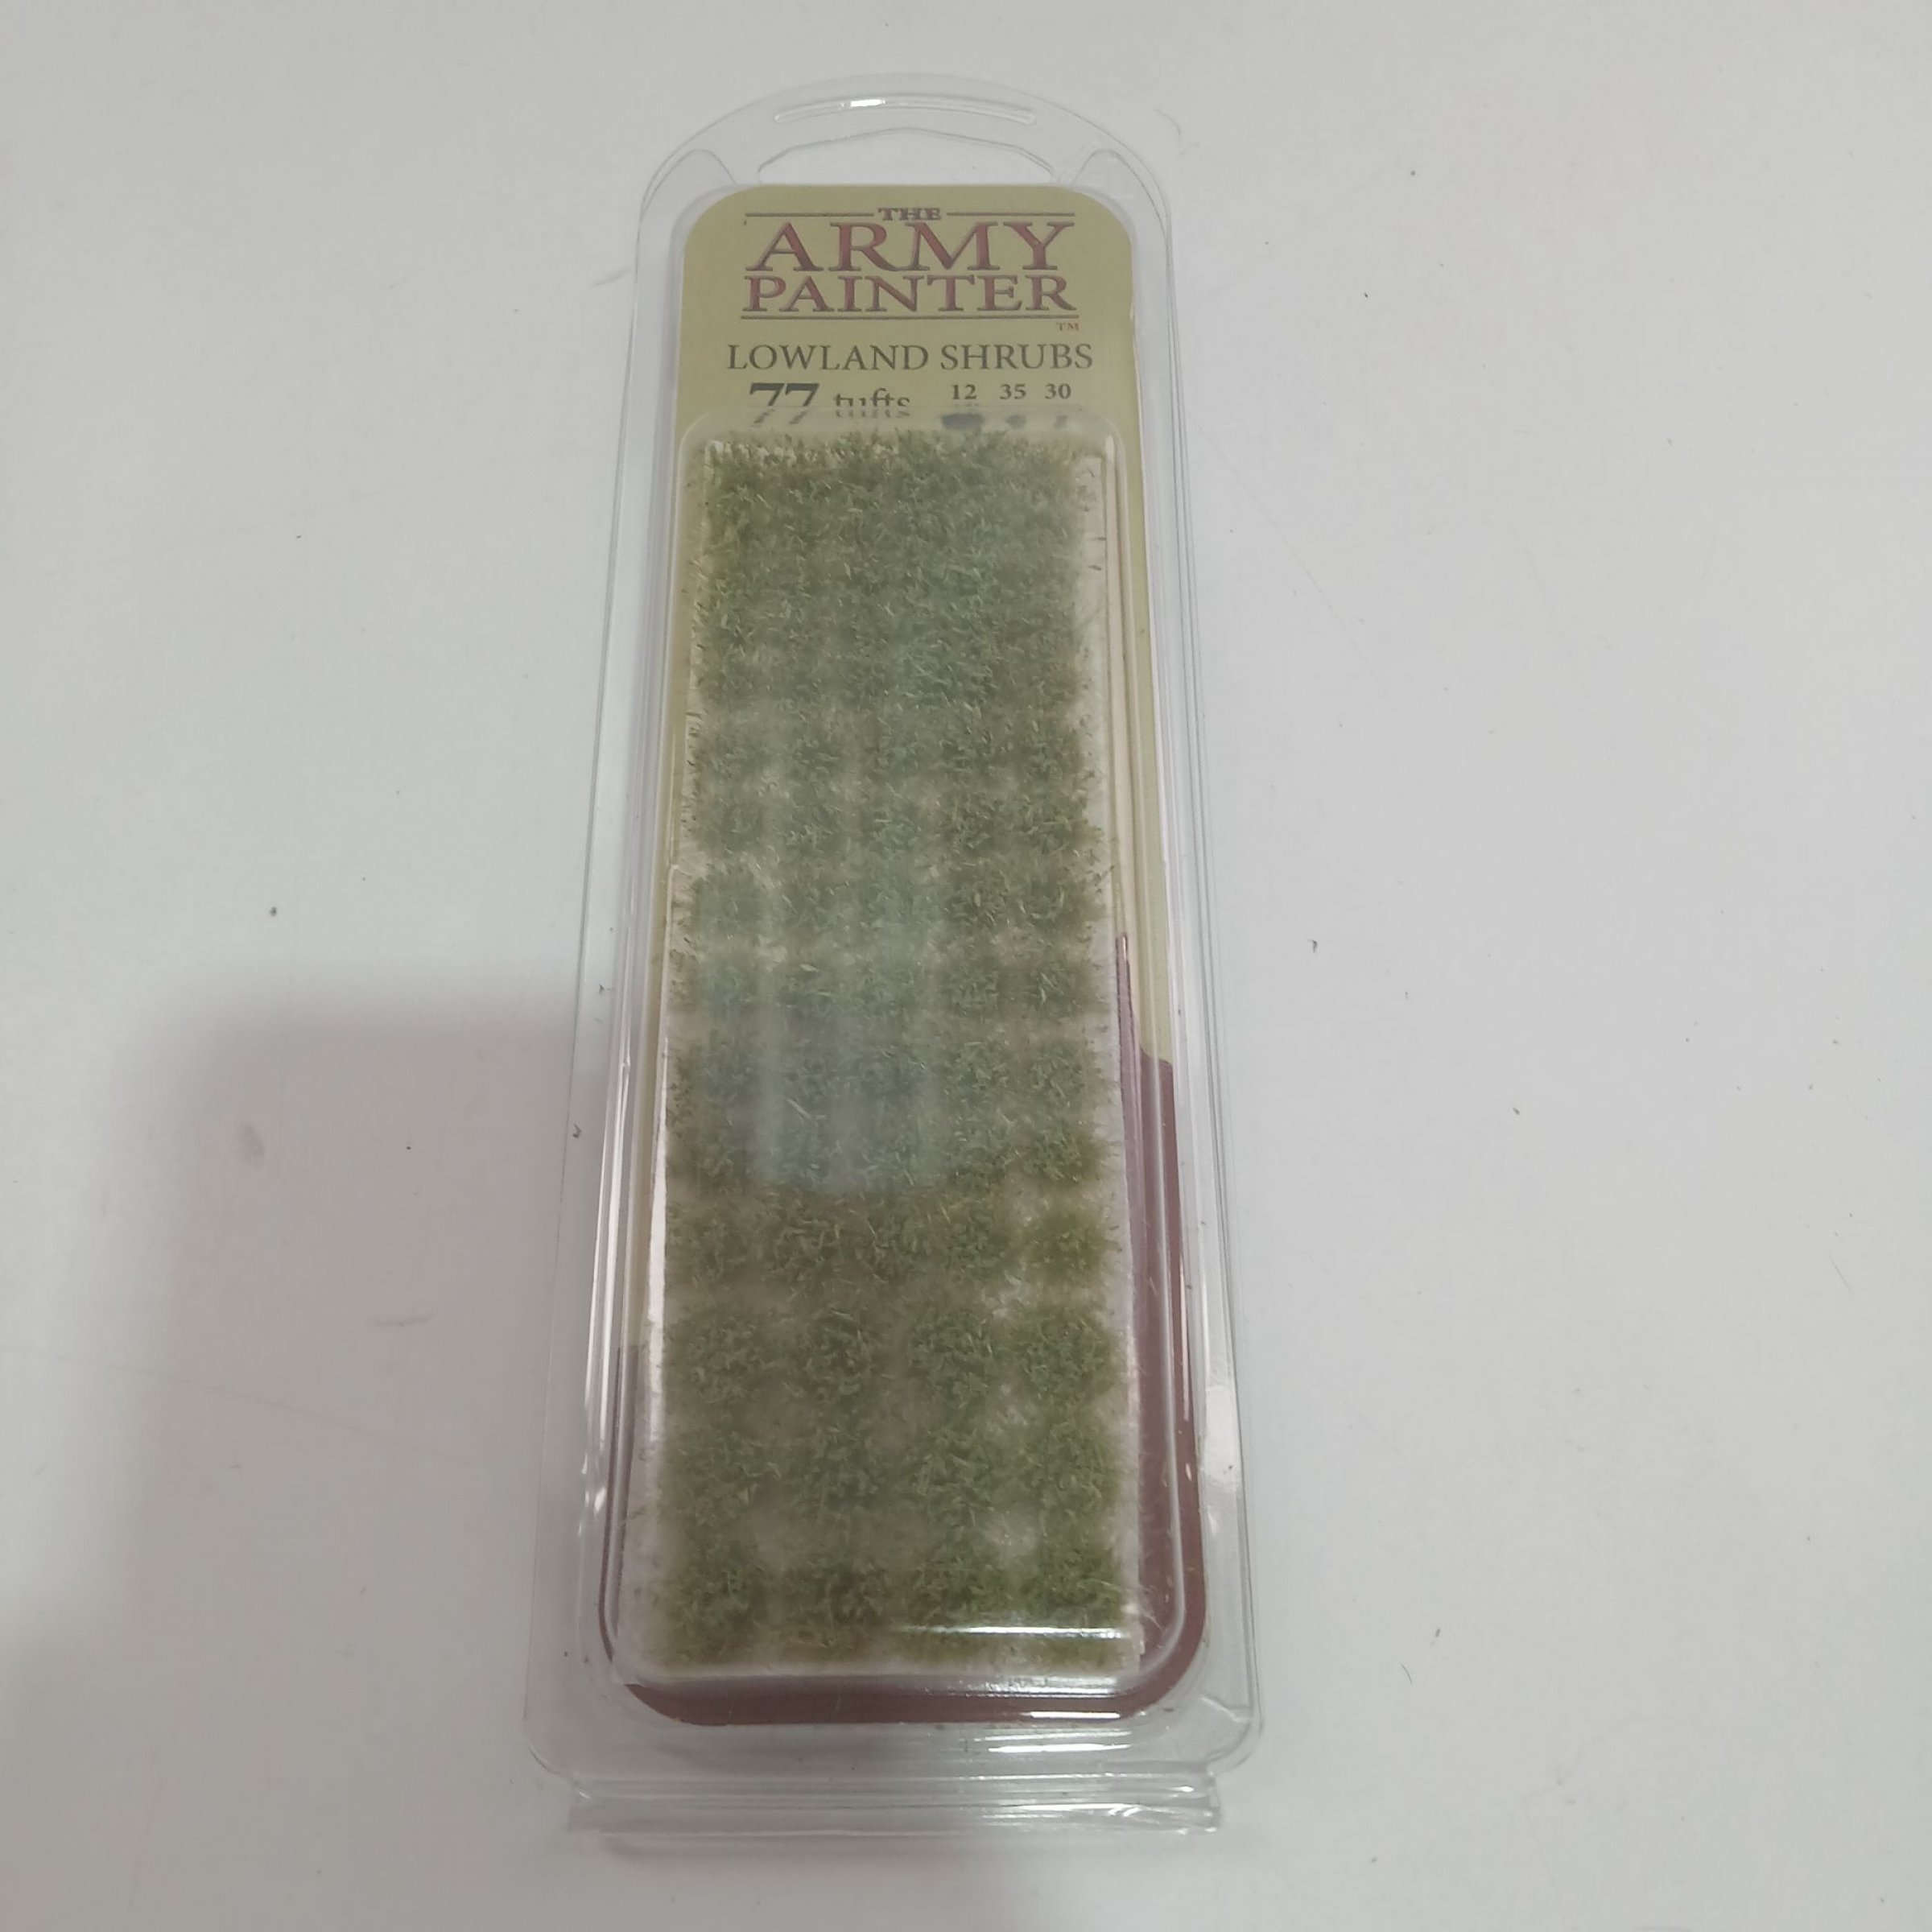 THE
ARMY
PAINTER
TM
LOWLAND SHRUBS
77 tufts 12 35 30